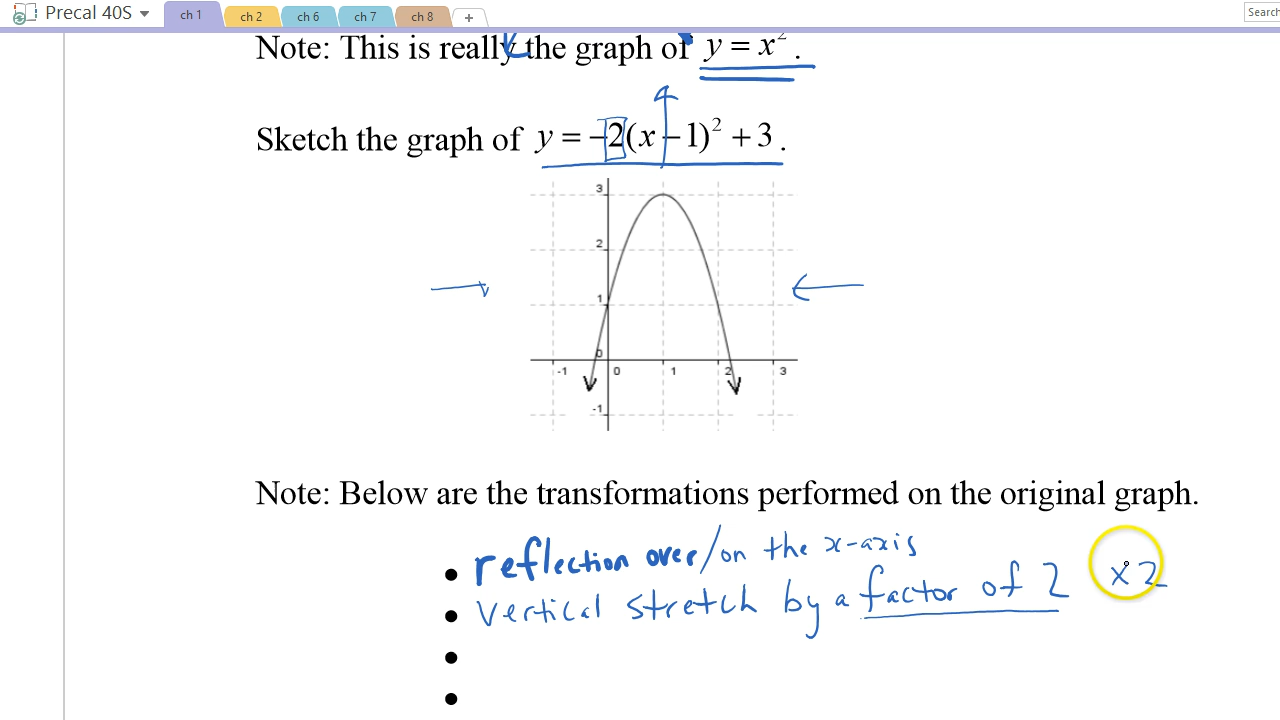 Precal 40S ch 1 ch 2 ch 6 ch 7 ch 8 + Search
Note: This is really the graph of y = x².
Sketch the graph of y = −2(x − 1)² + 3.
3
2
1
0
-1 0 1 2 3
-1
Note: Below are the transformations performed on the original graph.
• reflection over/on the x-axis
• vertical stretch by a factor of 2 ×2
•
•